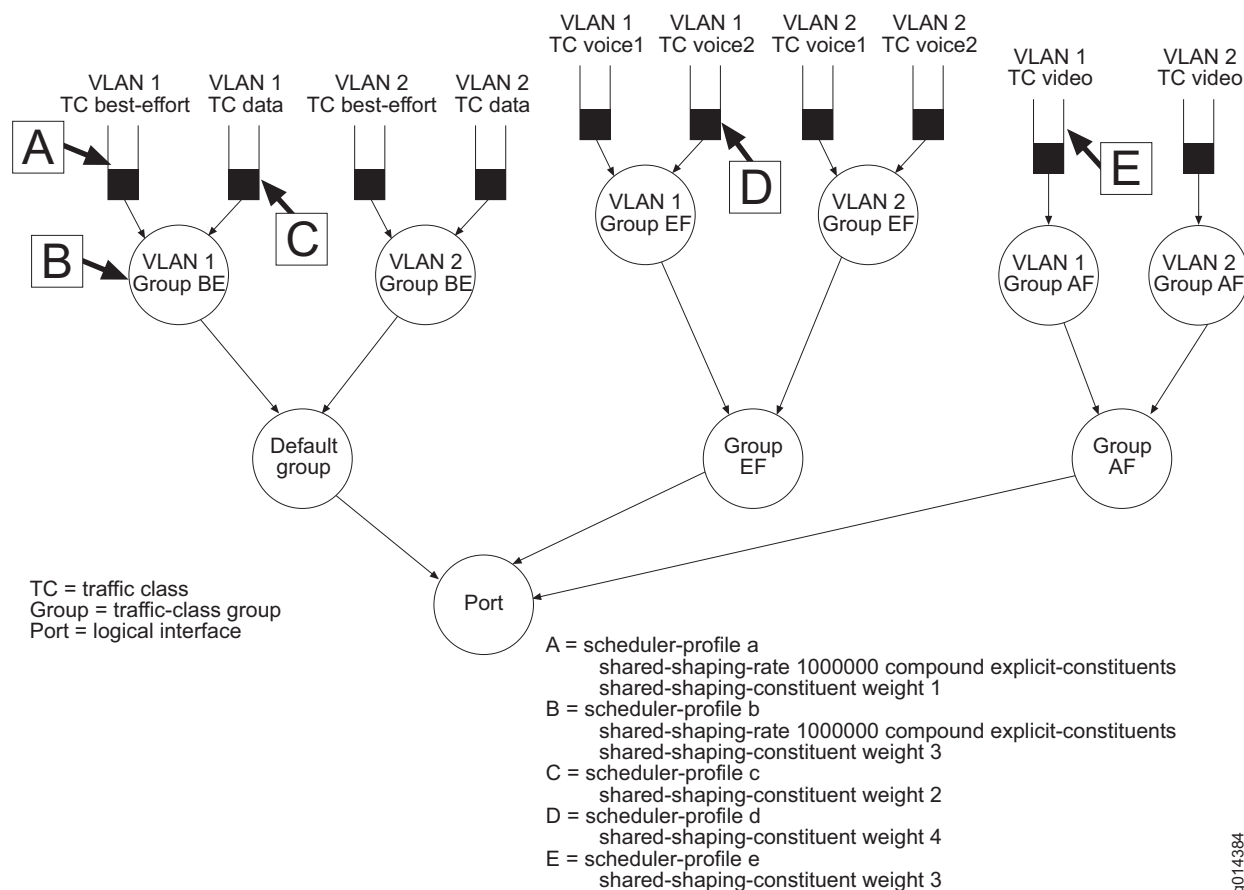 VLAN 1
TC best-effort
VLAN 1
TC data
VLAN 2
TC best-effort
VLAN 2
TC data
VLAN 1
TC voice1
VLAN 1
TC voice2
VLAN 2
TC voice1
VLAN 2
TC voice2
VLAN 1
TC video
VLAN 2
TC video
A
B
C
D
E
VLAN 1
Group BE
VLAN 2
Group BE
VLAN 1
Group EF
VLAN 2
Group EF
VLAN 1
Group AF
VLAN 2
Group AF
Default
group
Group
EF
Group
AF
Port
TC = traffic class
Group = traffic-class group
Port = logical interface
A = scheduler-profile a
shared-shaping-rate 1000000 compound explicit-constituents
shared-shaping-constituent weight 1
B = scheduler-profile b
shared-shaping-rate 1000000 compound explicit-constituents
shared-shaping-constituent weight 3
C = scheduler-profile c
shared-shaping-constituent weight 2
D = scheduler-profile d
shared-shaping-constituent weight 4
E = scheduler-profile e
shared-shaping-constituent weight 3
g014384